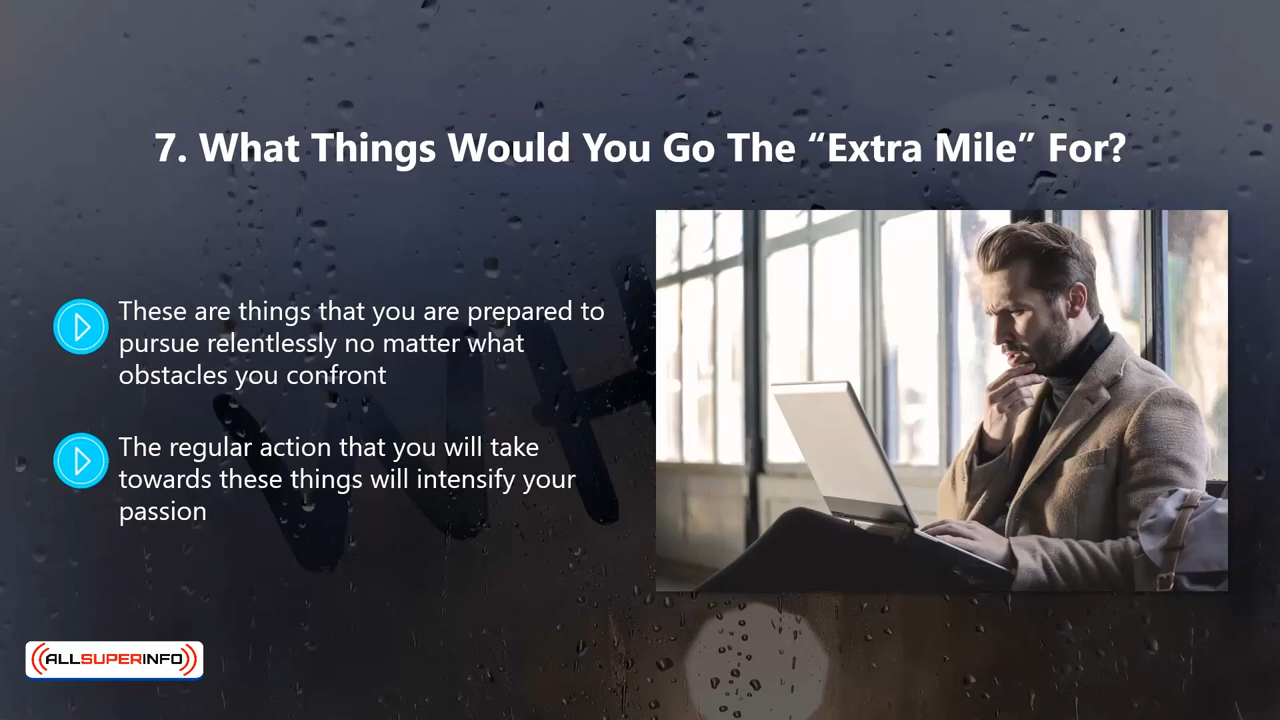 7. What Things Would You Go The “Extra Mile” For?
These are things that you are prepared to
pursue relentlessly no matter what
obstacles you confront
The regular action that you will take
towards these things will intensify your
passion
WH
ALLSUPERINFO